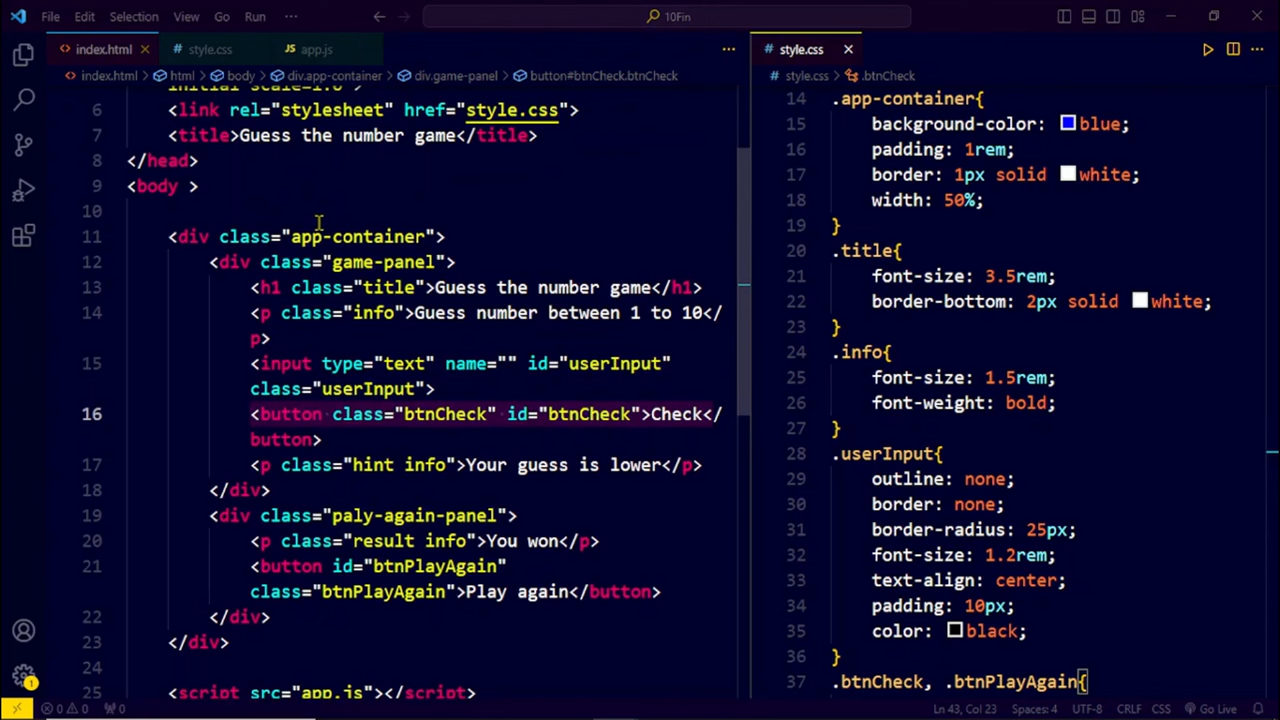 File Edit Selection View Go Run ··· 10Fin
index.html style.css JS app.js ···
index.html > html > body > div.app-container > div.game-panel > button#btnCheck.btnCheck
initial-scale=1.0">
6 <link rel="stylesheet" href="style.css">
7 <title>Guess the number game</title>
8 </head>
9 <body >
10
11 <div class="app-container">
12 <div class="game-panel">
13 <h1 class="title">Guess the number game</h1>
14 <p class="info">Guess number between 1 to 10</
p>
15 <input type="text" name="" id="userInput"
class="userInput">
16 <button class="btnCheck" id="btnCheck">Check</
button>
17 <p class="hint info">Your guess is lower</p>
18 </div>
19 <div class="paly-again-panel">
20 <p class="result info">You won</p>
21 <button id="btnPlayAgain"
class="btnPlayAgain">Play again</button>
22 </div>
23 </div>
24
25 <script src="app.js"></script>
style.css
style.css > .btnCheck
14 .app-container{
15 background-color: blue;
16 padding: 1rem;
17 border: 1px solid white;
18 width: 50%;
19 }
20 .title{
21 font-size: 3.5rem;
22 border-bottom: 2px solid white;
23 }
24 .info{
25 font-size: 1.5rem;
26 font-weight: bold;
27 }
28 .userInput{
29 outline: none;
30 border: none;
31 border-radius: 25px;
32 font-size: 1.2rem;
33 text-align: center;
34 padding: 10px;
35 color: black;
36 }
37 .btnCheck, .btnPlayAgain{
1
0 0 0 Ln 43, Col 23 Spaces: 4 UTF-8 CRLF CSS Go Live